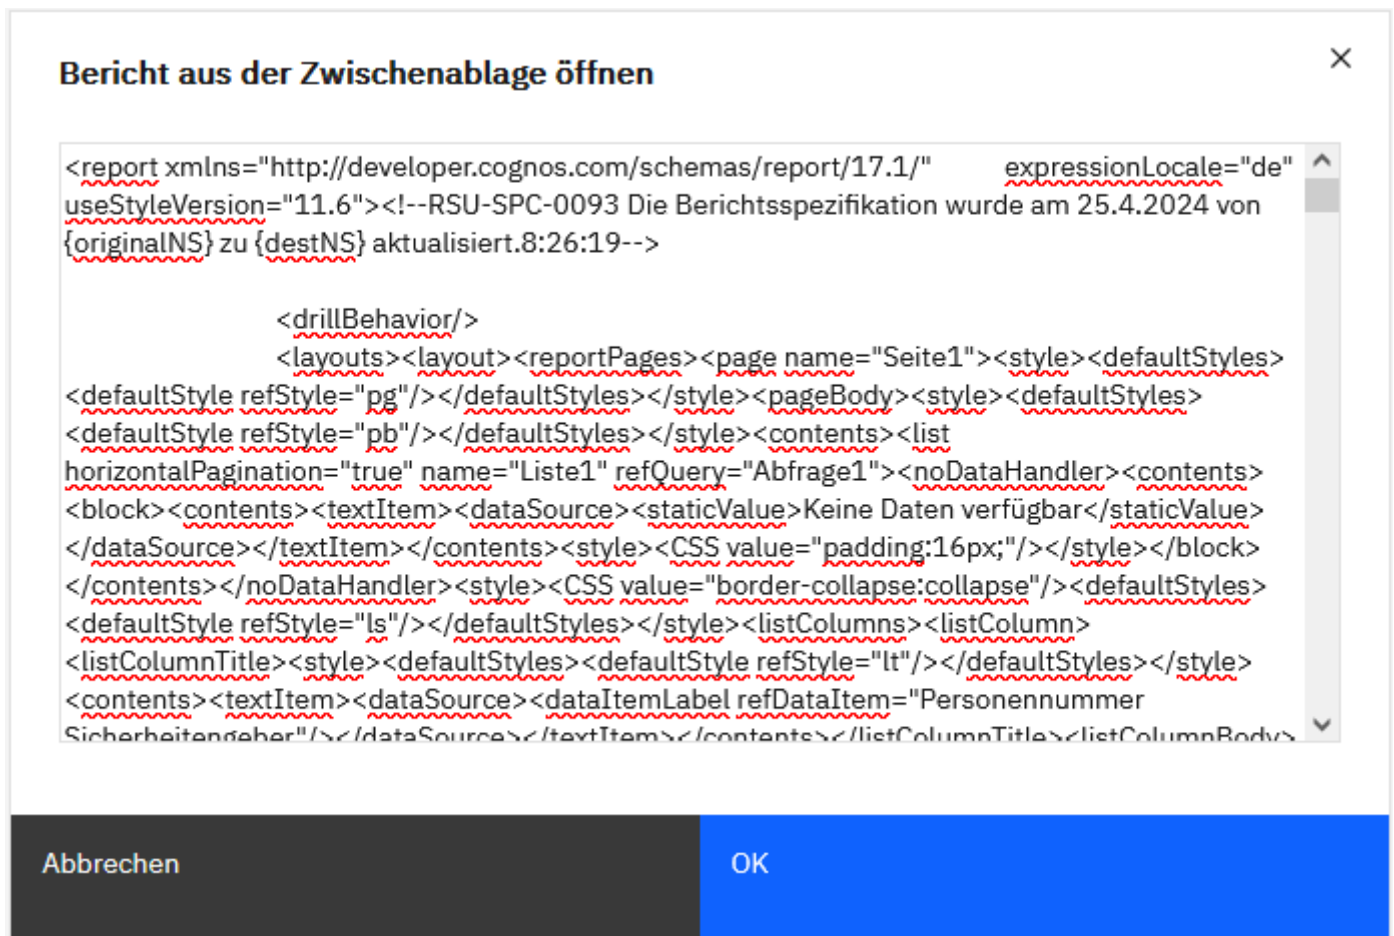 Bericht aus der Zwischenablage öffnen
<report xmlns="http://developer.cognos.com/schemas/report/17.1/" expressionLocale="de"
useStyleVersion="11.6"><!--RSU-SPC-0093 Die Berichtsspezifikation wurde am 25.4.2024 von
{originalNS} zu {destNS} aktualisiert.8:26:19-->
<drillBehavior/>
<layouts><layout><reportPages><page name="Seite1"><style><defaultStyles>
<defaultStyle refStyle="pg"/></defaultStyles></style><pageBody><style><defaultStyles>
<defaultStyle refStyle="pb"/></defaultStyles></style><contents><list
horizontalPagination="true" name="Liste1" refQuery="Abfrage1"><noDataHandler><contents>
<block><contents><textItem><dataSource><staticValue>Keine Daten verfügbar</staticValue>
</dataSource></textItem></contents><style><CSS value="padding:16px;"/></style></block>
</contents></noDataHandler><style><CSS value="border-collapse:collapse"/><defaultStyles>
<defaultStyle refStyle="ls"/></defaultStyles></style><listColumns><listColumn>
<listColumnTitle><style><defaultStyles><defaultStyle refStyle="lt"/></defaultStyles></style>
<contents><textItem><dataSource><dataItemLabel refDataItem="Personennummer
Sicherheitengeber"/></dataSource></textItem></contents></listColumnTitle><listColumnBody>
Abbrechen
OK